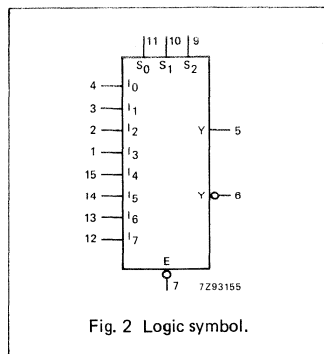 11 10 9
S0 S1 S2
4 I0
3 I1
2 I2
Y 5
1 I3
15 I4
14 I5
Y 6
13 I6
12 I7
E
7 7Z93155
Fig. 2 Logic symbol.